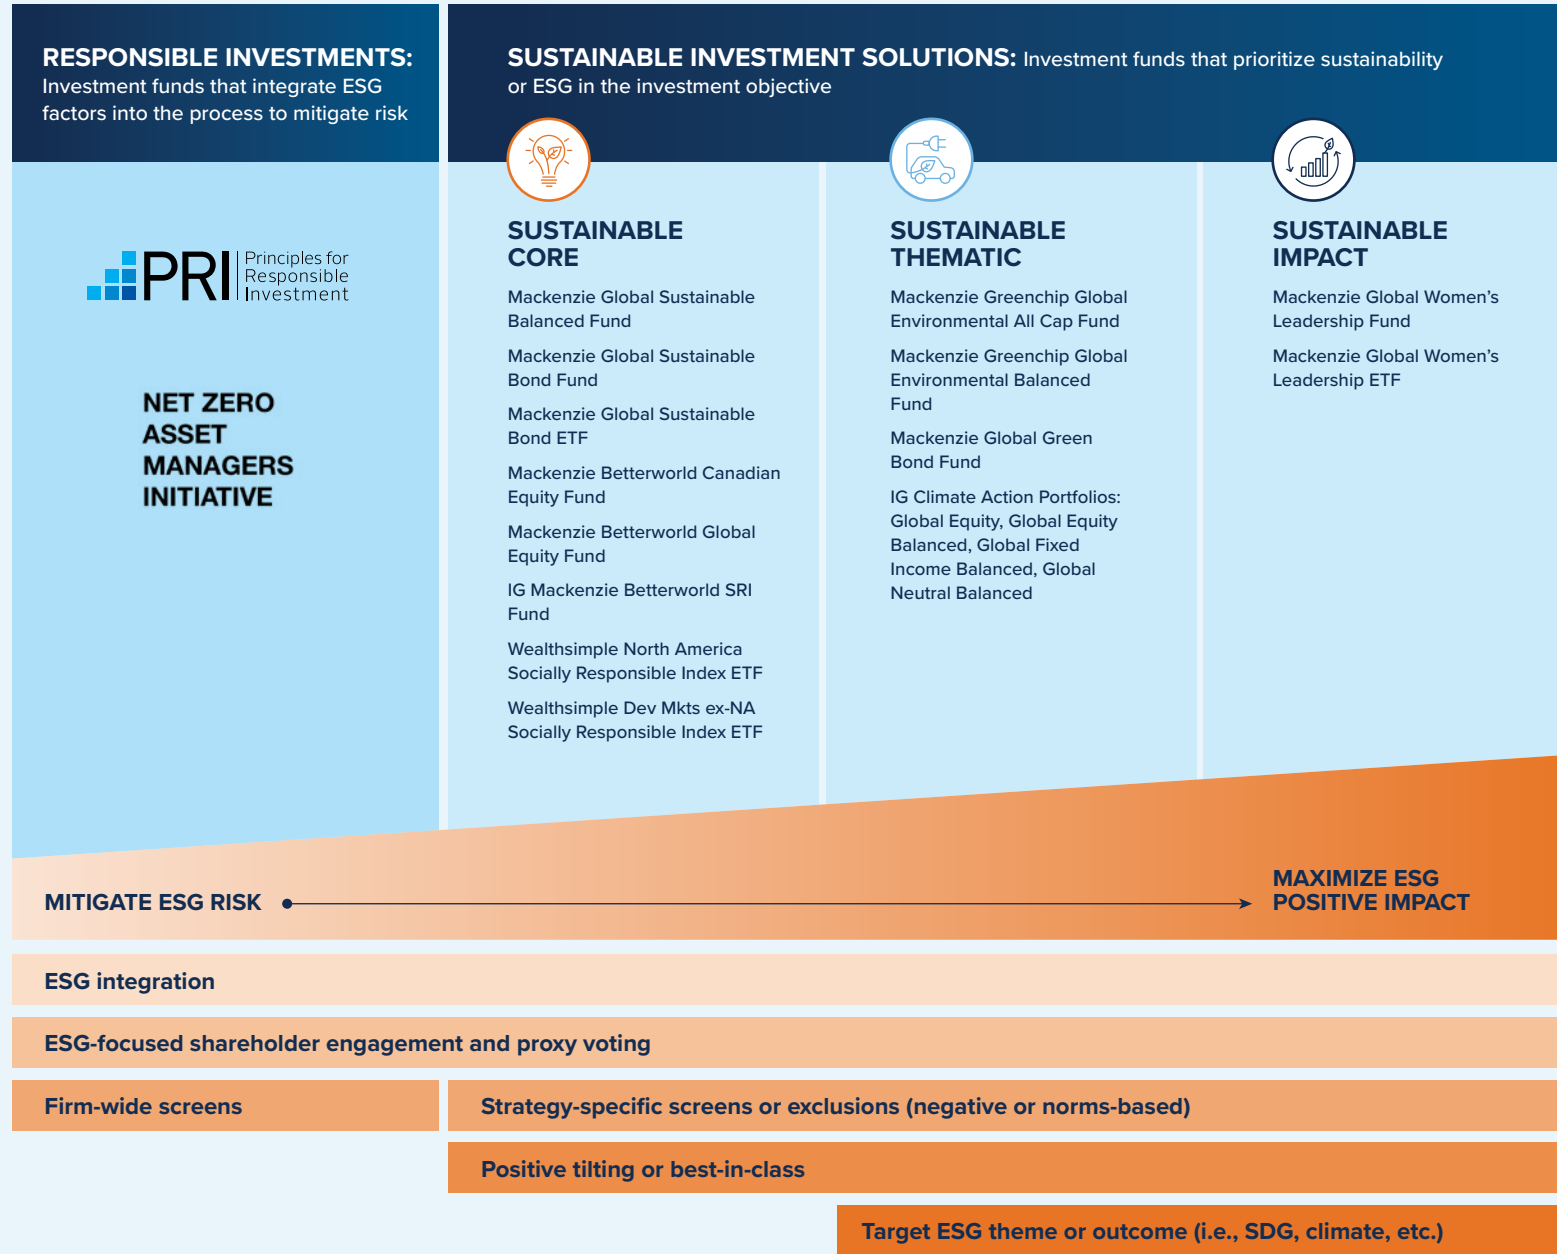 RESPONSIBLE INVESTMENTS:
Investment funds that integrate ESG
factors into the process to mitigate risk
SUSTAINABLE INVESTMENT SOLUTIONS: Investment funds that prioritize sustainability
or ESG in the investment objective
PRI
Principles for
Responsible
Investment
NET ZERO
ASSET
MANAGERS
INITIATIVE
SUSTAINABLE
CORE
Mackenzie Global Sustainable
Balanced Fund
Mackenzie Global Sustainable
Bond Fund
Mackenzie Global Sustainable
Bond ETF
Mackenzie Betterworld Canadian
Equity Fund
Mackenzie Betterworld Global
Equity Fund
IG Mackenzie Betterworld SRI
Fund
Wealthsimple North America
Socially Responsible Index ETF
Wealthsimple Dev Mkts ex-NA
Socially Responsible Index ETF
SUSTAINABLE
THEMATIC
Mackenzie Greenchip Global
Environmental All Cap Fund
Mackenzie Greenchip Global
Environmental Balanced
Fund
Mackenzie Global Green
Bond Fund
IG Climate Action Portfolios:
Global Equity, Global Equity
Balanced, Global Fixed
Income Balanced, Global
Neutral Balanced
SUSTAINABLE
IMPACT
Mackenzie Global Women’s
Leadership Fund
Mackenzie Global Women’s
Leadership ETF
MITIGATE ESG RISK
MAXIMIZE ESG
POSITIVE IMPACT
ESG integration
ESG-focused shareholder engagement and proxy voting
Firm-wide screens
Strategy-specific screens or exclusions (negative or norms-based)
Positive tilting or best-in-class
Target ESG theme or outcome (i.e., SDG, climate, etc.)